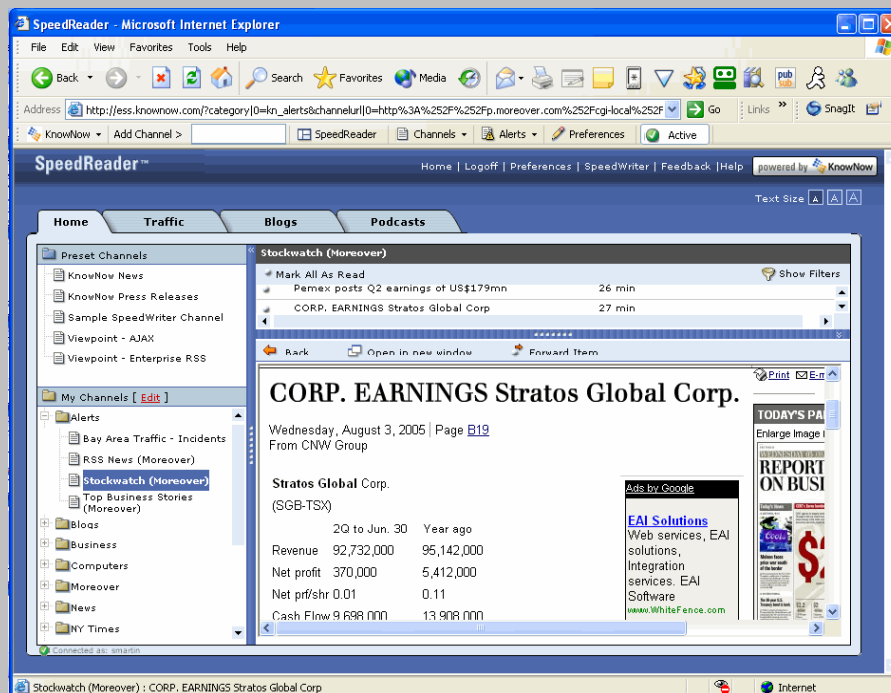 SpeedReader - Microsoft Internet Explorer
File Edit View Favorites Tools Help
Back Search Favorites Media
Address http://ess.knownow.com/?category|0=kn_alerts&channelurl|0=http%3A%252F%252Fp.moreover.com%252Fcgi-local%252F Go Links » SnagIt
KnowNow Add Channel > SpeedReader Channels Alerts Preferences Active
SpeedReader™
Home | Logoff | Preferences | SpeedWriter | Feedback |Help powered by KnowNow
Text Size A A A
Home Traffic Blogs Podcasts
Preset Channels
KnowNow News
KnowNow Press Releases
Sample SpeedWriter Channel
Viewpoint - AJAX
Viewpoint - Enterprise RSS
My Channels [ Edit ]
Alerts
Bay Area Traffic - Incidents
RSS News (Moreover)
Stockwatch (Moreover)
Top Business Stories
(Moreover)
Blogs
Business
Computers
Moreover
News
NY Times
Connected as: smartin
Stockwatch (Moreover)
Mark All As Read Show Filters
Pemex posts Q2 earnings of US$179mn 26 min
CORP. EARNINGS Stratos Global Corp 27 min
Back Open in new window Forward Item
Print E-m
CORP. EARNINGS Stratos Global Corp.
Wednesday, August 3, 2005 | Page B19
From CNW Group
Stratos Global Corp.
(SGB-TSX)
2Q to Jun. 30 Year ago
Revenue 92,732,000 95,142,000
Net profit 370,000 5,412,000
Net prf/shr 0.01 0.11
Cash Flow 9,698,000 13,908,000
Ads by Google
EAI Solutions
Web services, EAI
solutions,
Integration
services. EAI
Software
www.WhiteFence.com
TODAY'S PA
Enlarge Image
REPORT
ON BUSI
Stockwatch (Moreover) : CORP. EARNINGS Stratos Global Corp Internet